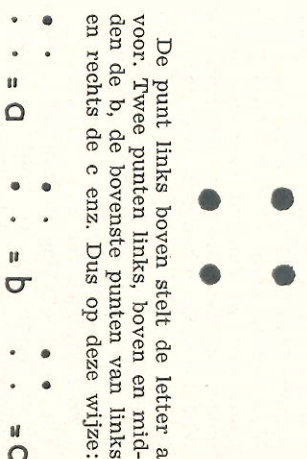 De punt links boven stelt de letter a
voor. Twee punten links, boven en mid-
den de b, de bovenste punten van links
en rechts de c enz. Dus op deze wijze:
= a = b = c